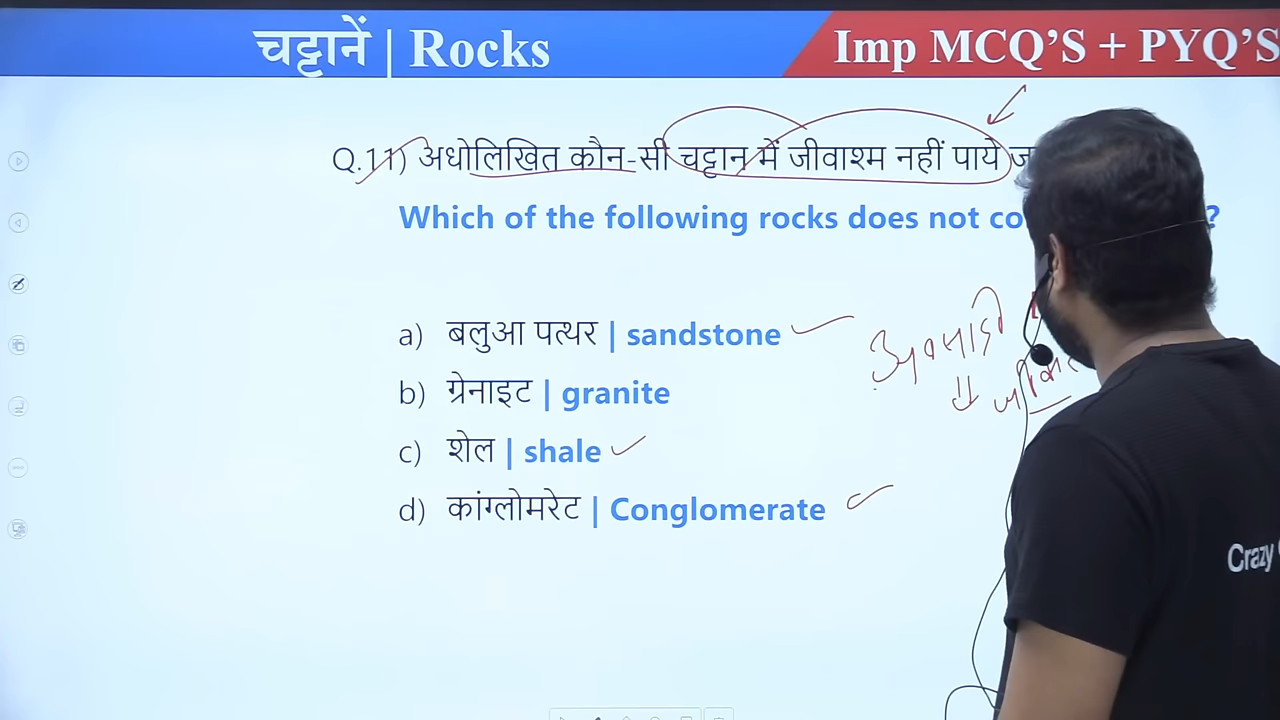 चट्टानें | Rocks
Imp MCQ'S + PYQ'S
Q.11) अधोलिखित कौन-सी चट्टान में जीवाश्म नहीं पाये
Which of the following rocks does not ?
a) बलुआ पत्थर | sandstone
b) ग्रेनाइट | granite
c) शेल | shale
d) कांग्लोमरेट | Conglomerate
अवसादी
Crazy